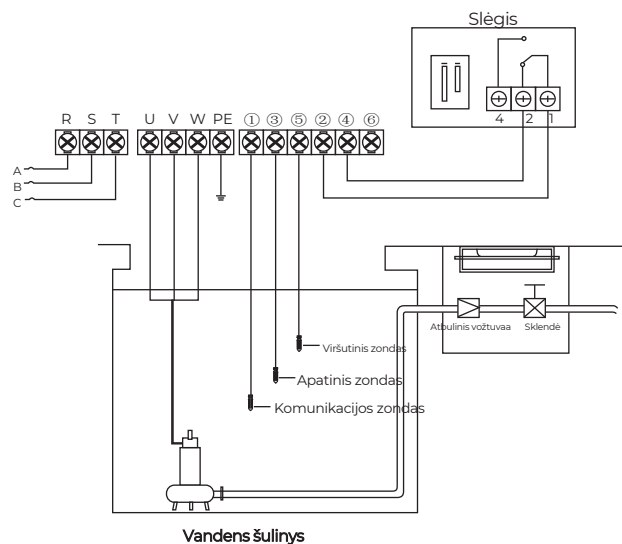 Slėgis
4 2 1
R S T U V W PE ① ③ ⑤ ② ④ ⑥
A
B
C
Atbulinis vožtuvaa
Sklendė
Viršutinis zondas
Apatinis zondas
Komunikacijos zondas
Vandens šulinys